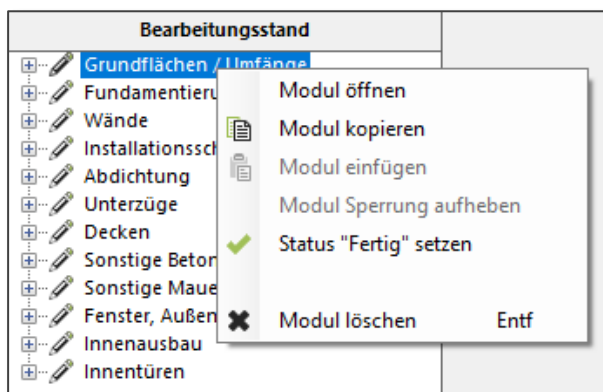 Bearbeitungsstand
Grundflächen / Umfänge
Fundamentieru
Wände
Installationssch
Abdichtung
Unterzüge
Decken
Sonstige Beton
Sonstige Maue
Fenster, Außen
Innenausbau
Innentüren
Modul öffnen
Modul kopieren
Modul einfügen
Modul Sperrung aufheben
Status "Fertig" setzen
Modul löschen Entf